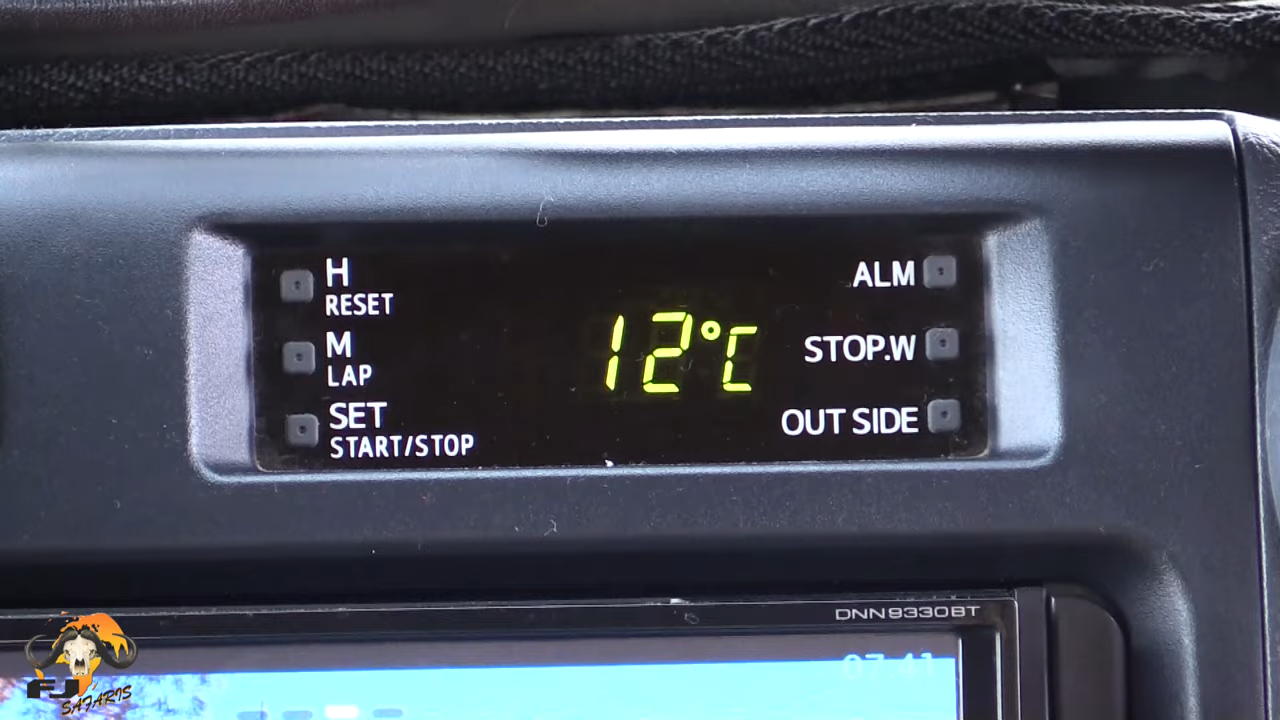 H
RESET
M
LAP
SET
START/STOP
12°C
ALM
STOP.W
OUT SIDE
DNN9330BT
07:41
FJ
SAFARIS